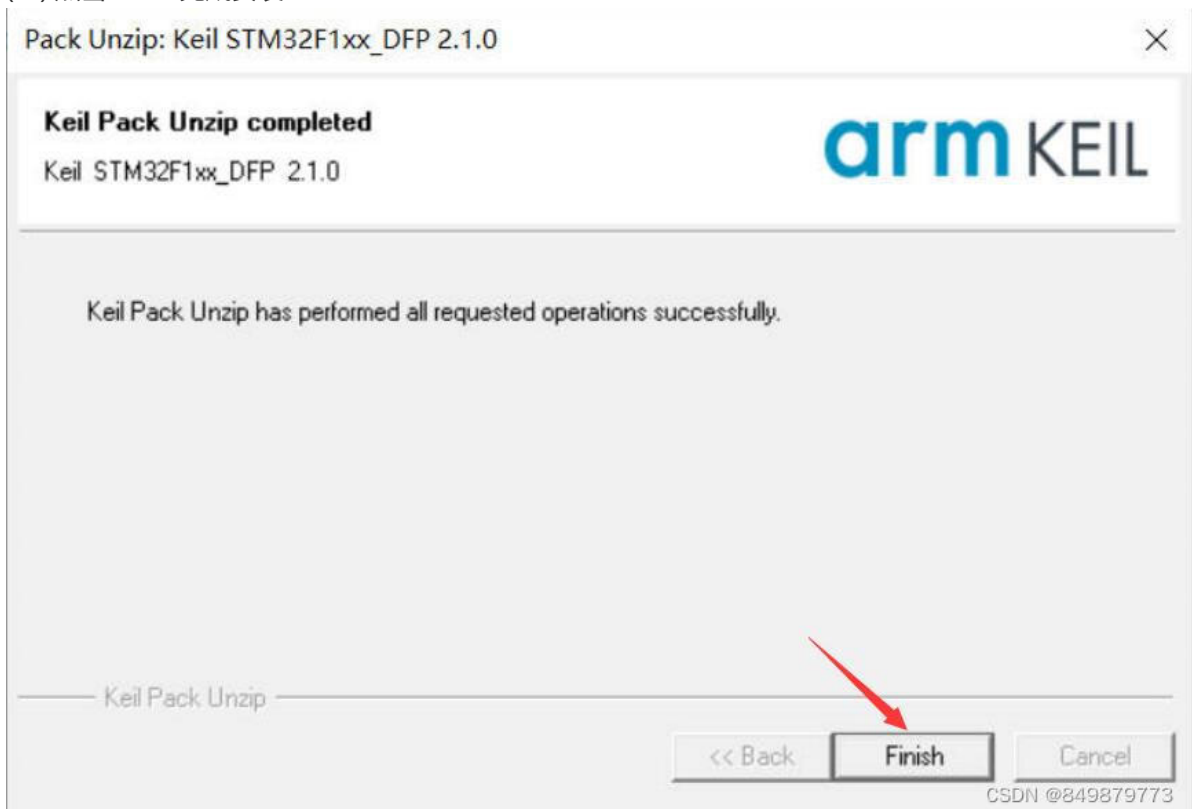 Pack Unzip: Keil STM32F1xx_DFP 2.1.0
Keil Pack Unzip completed
Keil STM32F1xx_DFP 2.1.0
arm KEIL
Keil Pack Unzip has performed all requested operations successfully.
Keil Pack Unzip
<< Back
Finish
Cancel
CSDN @849879773